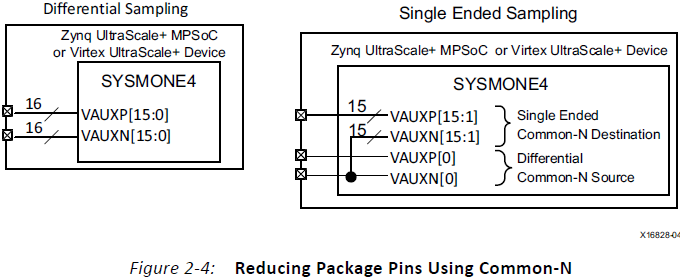 Differential Sampling
Zynq UltraScale+ MPSoC
or Virtex UltraScale+ Device
SYSMONE4
16
VAUXP[15:0]
16
VAUXN[15:0]
Single Ended Sampling
Zynq UltraScale+ MPSoC or Virtex UltraScale+ Device
SYSMONE4
15
VAUXP[15:1]
Single Ended
15
VAUXN[15:1]
Common-N Destination
VAUXP[0]
Differential
VAUXN[0]
Common-N Source
X16828-04
Figure 2-4: Reducing Package Pins Using Common-N